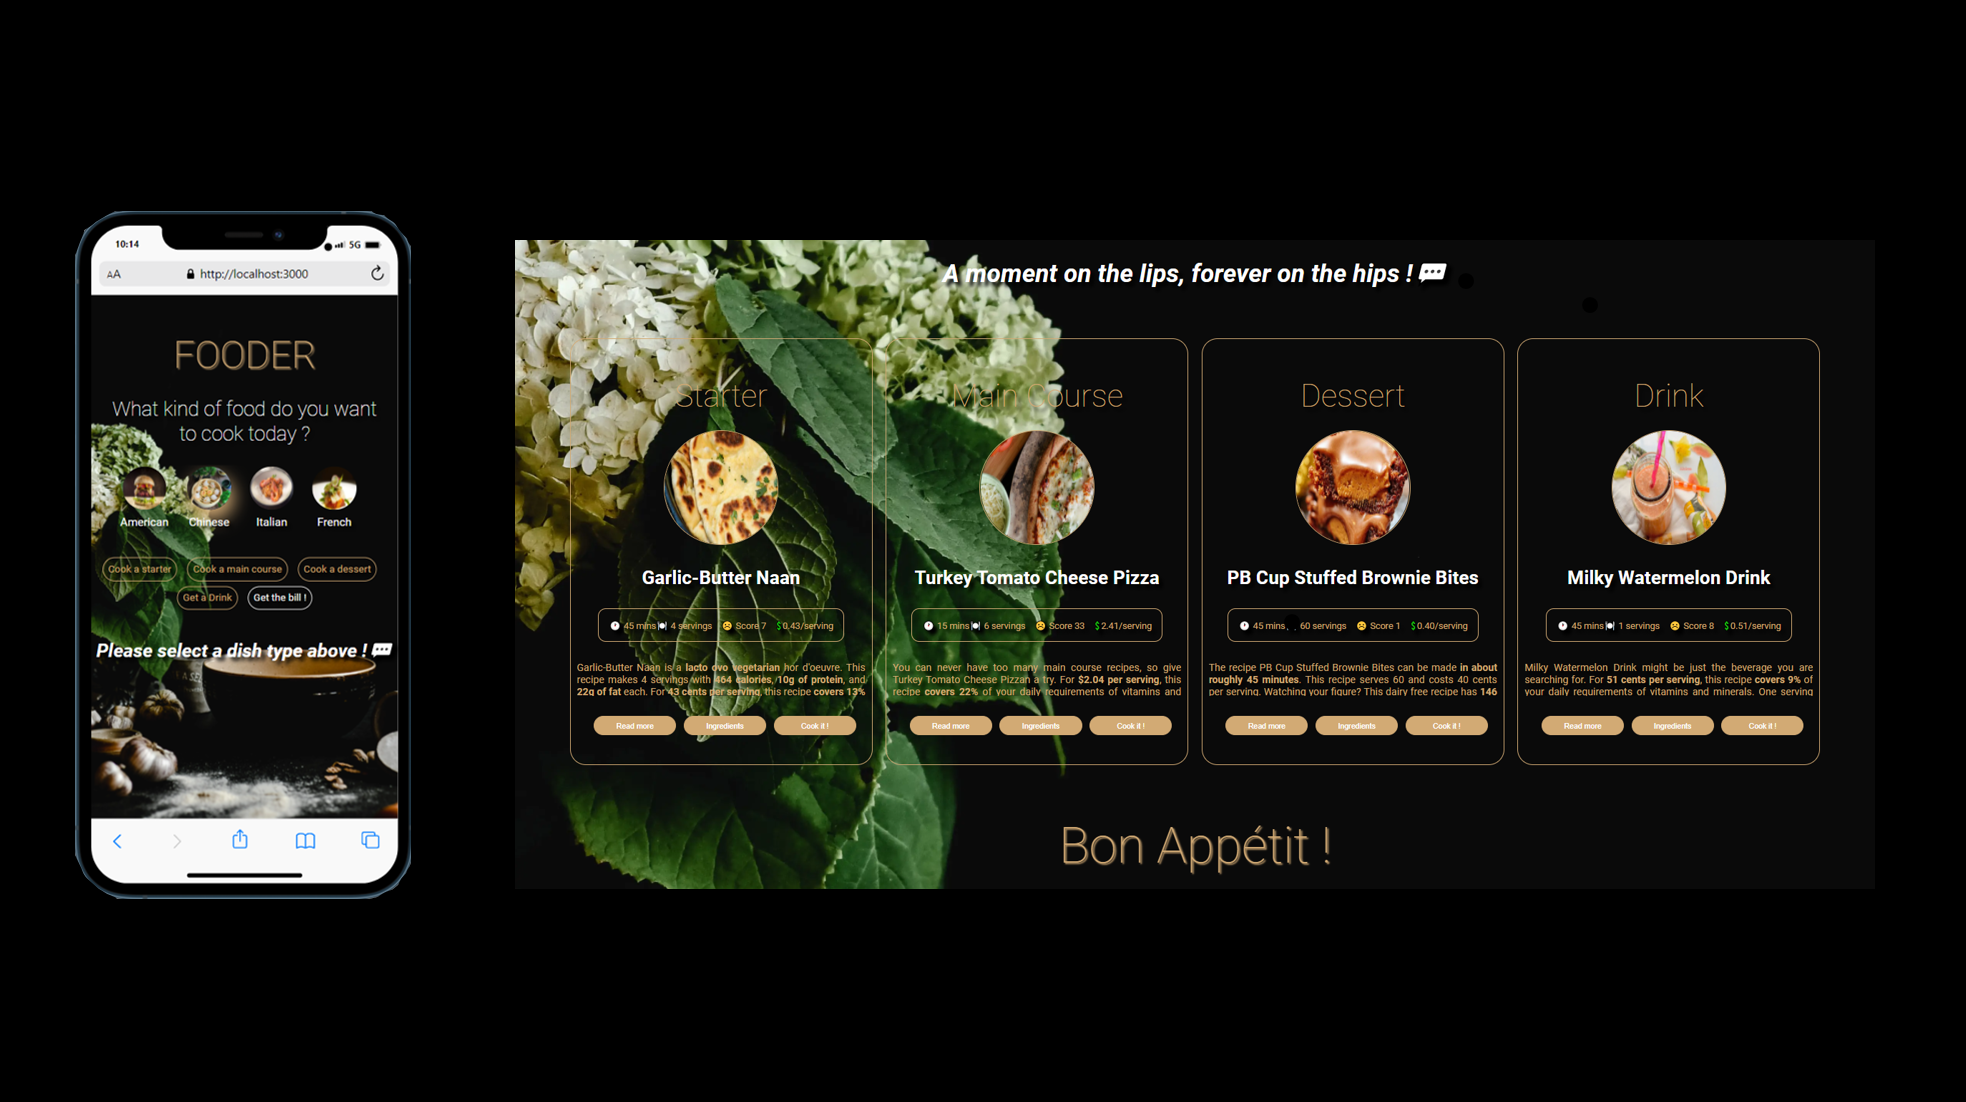 10:14
5G
AA
http://localhost:3000
FOODER
What kind of food do you want
to cook today ?
American Chinese Italian French
Cook a starter Cook a main course Cook a dessert
Get a Drink Get the bill !
Please select a dish type above !
A moment on the lips, forever on the hips !
Starter
Garlic-Butter Naan
45 mins 4 servings Score 7 $0.43/serving
Garlic-Butter Naan is a lacto ovo vegetarian hor d'oeuvre. This
recipe makes 4 servings with 464 calories, 10g of protein, and
22g of fat each. For 43 cents per serving, this recipe covers 13%
Read more Ingredients Cook it !
Main Course
Turkey Tomato Cheese Pizza
15 mins 6 servings Score 33 $2.41/serving
You can never have too many main course recipes, so give
Turkey Tomato Cheese Pizzan a try. For $2.04 per serving, this
recipe covers 22% of your daily requirements of vitamins and
Read more Ingredients Cook it !
Dessert
PB Cup Stuffed Brownie Bites
45 mins 60 servings Score 1 $0.40/serving
The recipe PB Cup Stuffed Brownie Bites can be made in about
roughly 45 minutes. This recipe serves 60 and costs 40 cents
per serving. Watching your figure? This dairy free recipe has 146
Read more Ingredients Cook it !
Drink
Milky Watermelon Drink
45 mins 1 servings Score 8 $0.51/serving
Milky Watermelon Drink might be just the beverage you are
searching for. For 51 cents per serving, this recipe covers 9% of
your daily requirements of vitamins and minerals. One serving
Read more Ingredients Cook it !
Bon Appétit !